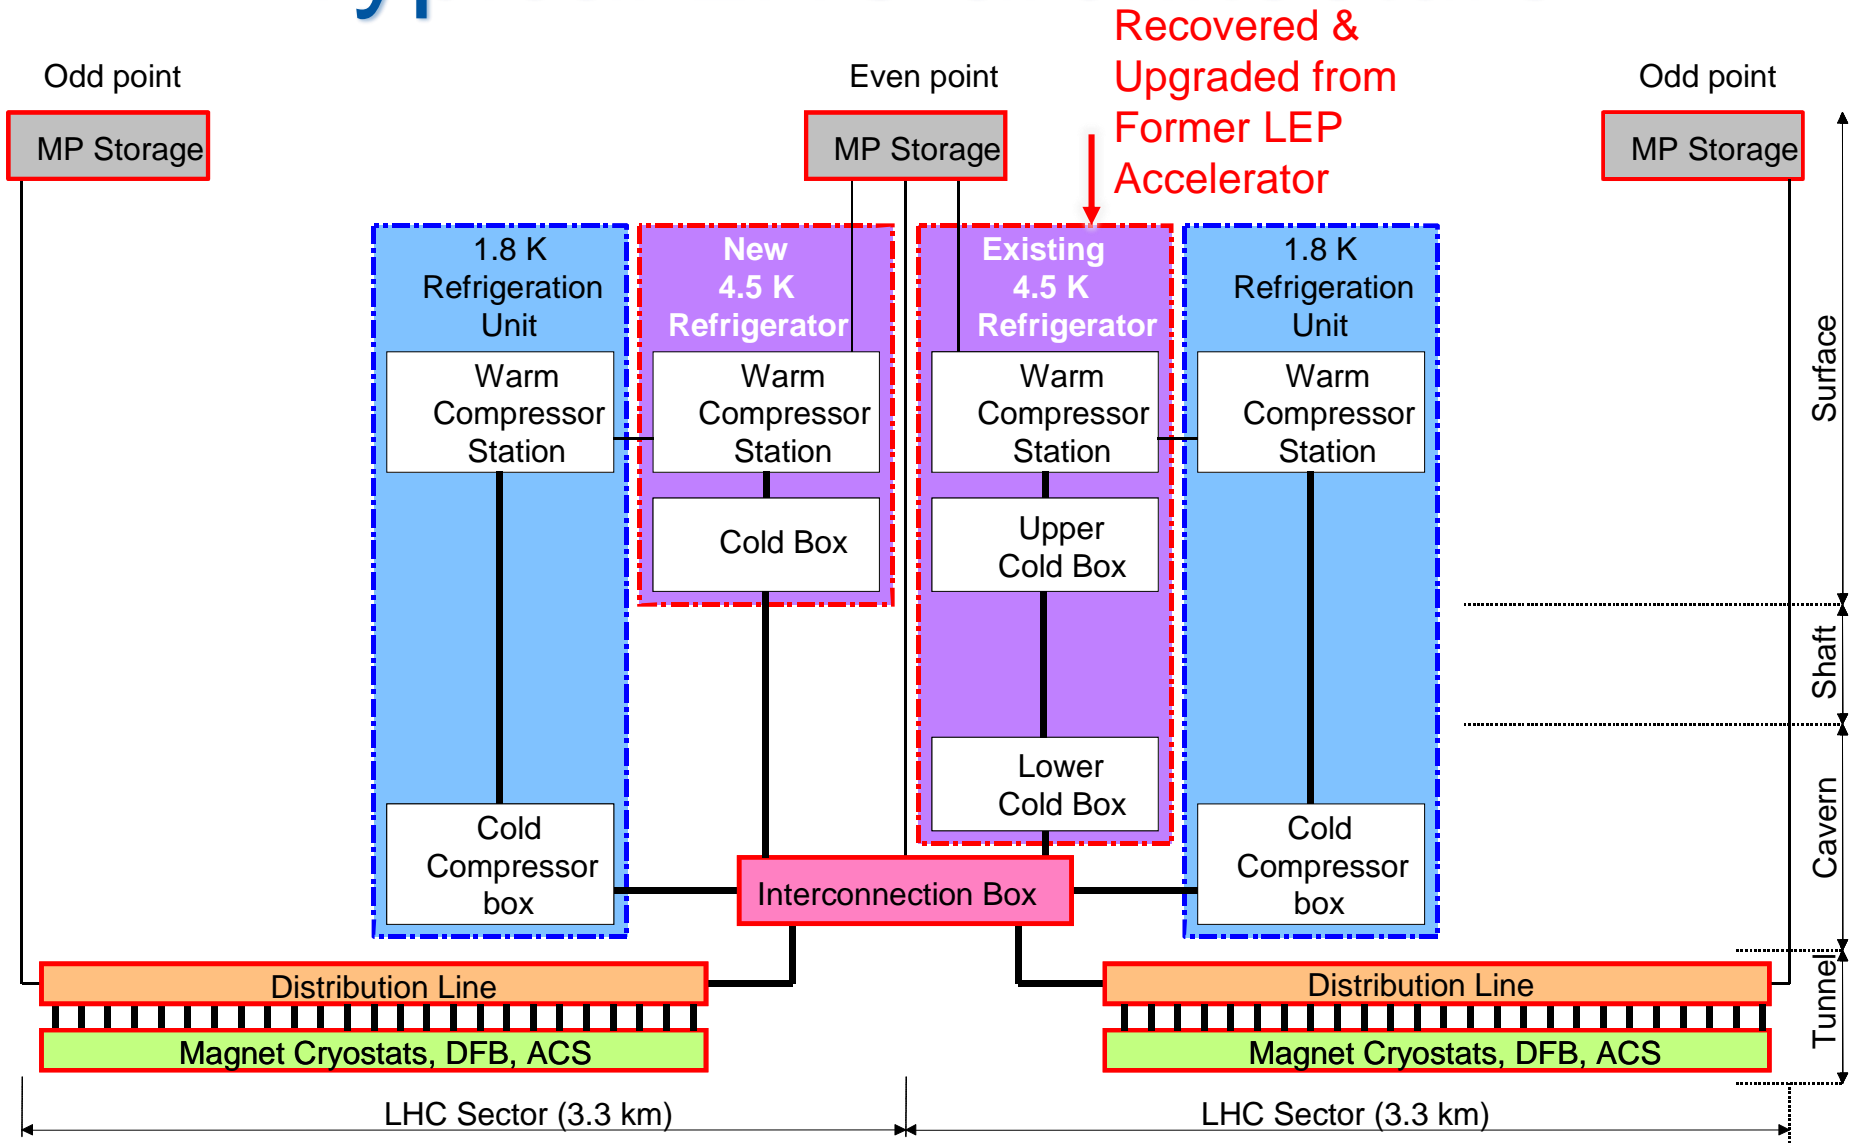 Recovered &
Upgraded from
Former LEP
Accelerator
Odd point
Even point
Odd point
MP Storage
MP Storage
MP Storage
1.8 K
Refrigeration
Unit
New
4.5 K
Refrigerator
Existing
4.5 K
Refrigerator
1.8 K
Refrigeration
Unit
Warm
Compressor
Station
Warm
Compressor
Station
Warm
Compressor
Station
Warm
Compressor
Station
Cold Box
Upper
Cold Box
Lower
Cold Box
Cold
Compressor
box
Cold
Compressor
box
Interconnection Box
Distribution Line
Distribution Line
Magnet Cryostats, DFB, ACS
Magnet Cryostats, DFB, ACS
LHC Sector (3.3 km)
LHC Sector (3.3 km)
Surface
Shaft
Cavern
Tunnel